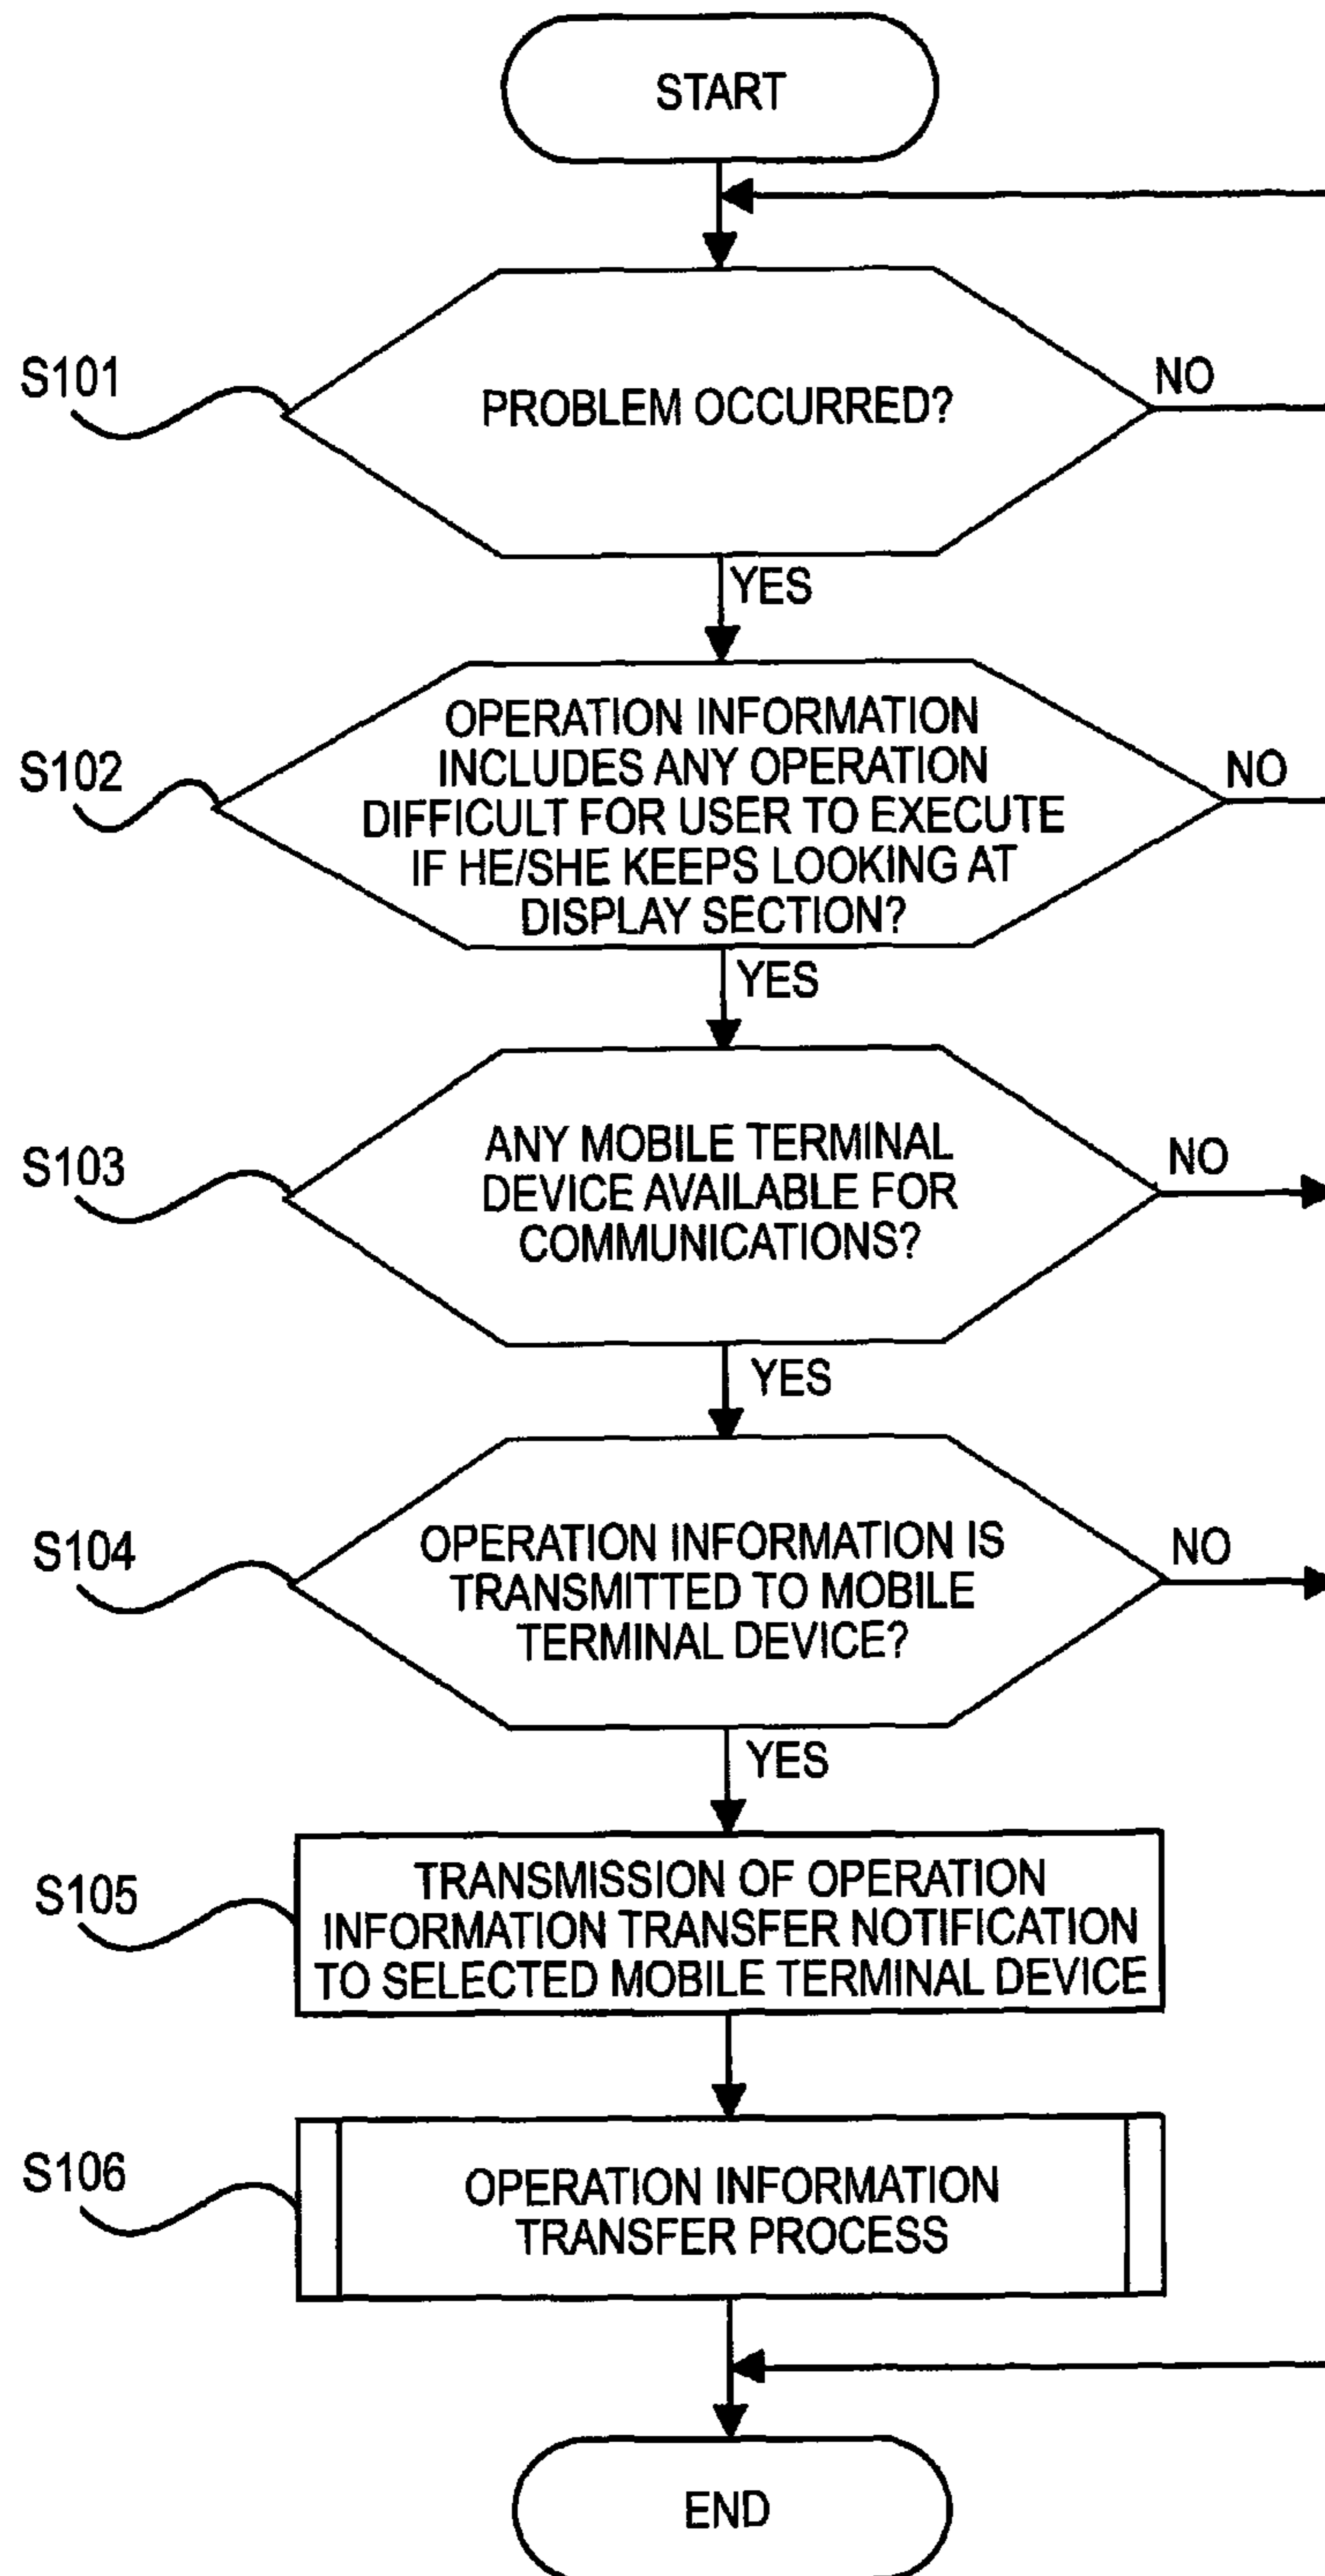 START
S101
PROBLEM OCCURRED?
NO
YES
S102
OPERATION INFORMATION
INCLUDES ANY OPERATION
DIFFICULT FOR USER TO EXECUTE
IF HE/SHE KEEPS LOOKING AT
DISPLAY SECTION?
NO
YES
S103
ANY MOBILE TERMINAL
DEVICE AVAILABLE FOR
COMMUNICATIONS?
NO
YES
S104
OPERATION INFORMATION IS
TRANSMITTED TO MOBILE
TERMINAL DEVICE?
NO
YES
S105
TRANSMISSION OF OPERATION
INFORMATION TRANSFER NOTIFICATION
TO SELECTED MOBILE TERMINAL DEVICE
S106
OPERATION INFORMATION
TRANSFER PROCESS
END